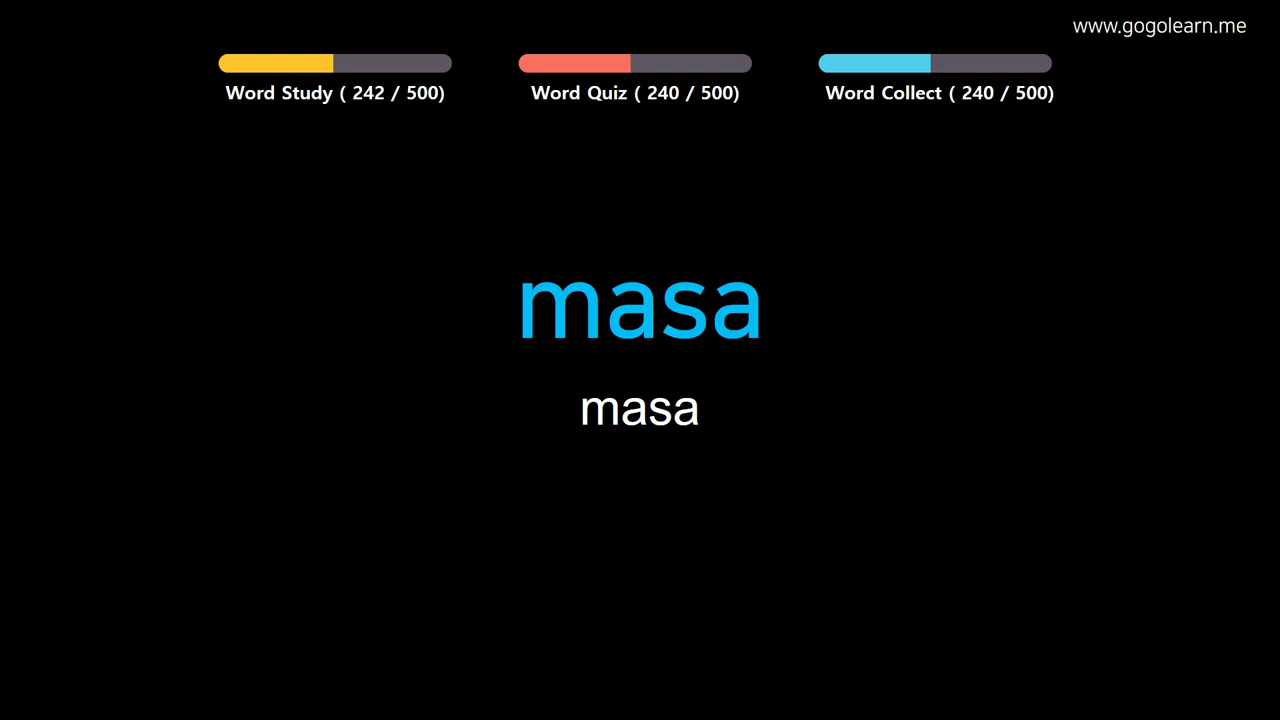 www.gogolearn.me
Word Study ( 242 / 500)
Word Quiz ( 240 / 500)
Word Collect ( 240 / 500)
masa
masa